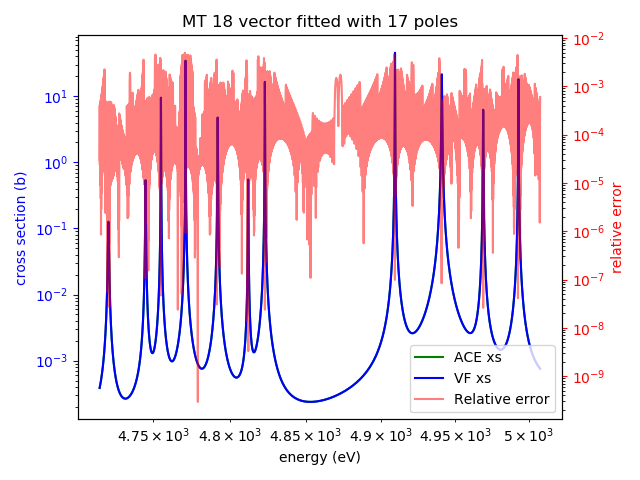 MT 18 vector fitted with 17 poles
cross section (b)
10¹
10⁰
10⁻¹
10⁻²
10⁻³
10⁻²
10⁻³
10⁻⁴
10⁻⁵
10⁻⁶
10⁻⁷
10⁻⁸
10⁻⁹
relative error
ACE xs
VF xs
Relative error
4.75 × 10³ 4.8 × 10³ 4.85 × 10³ 4.9 × 10³ 4.95 × 10³ 5 × 10³
energy (eV)